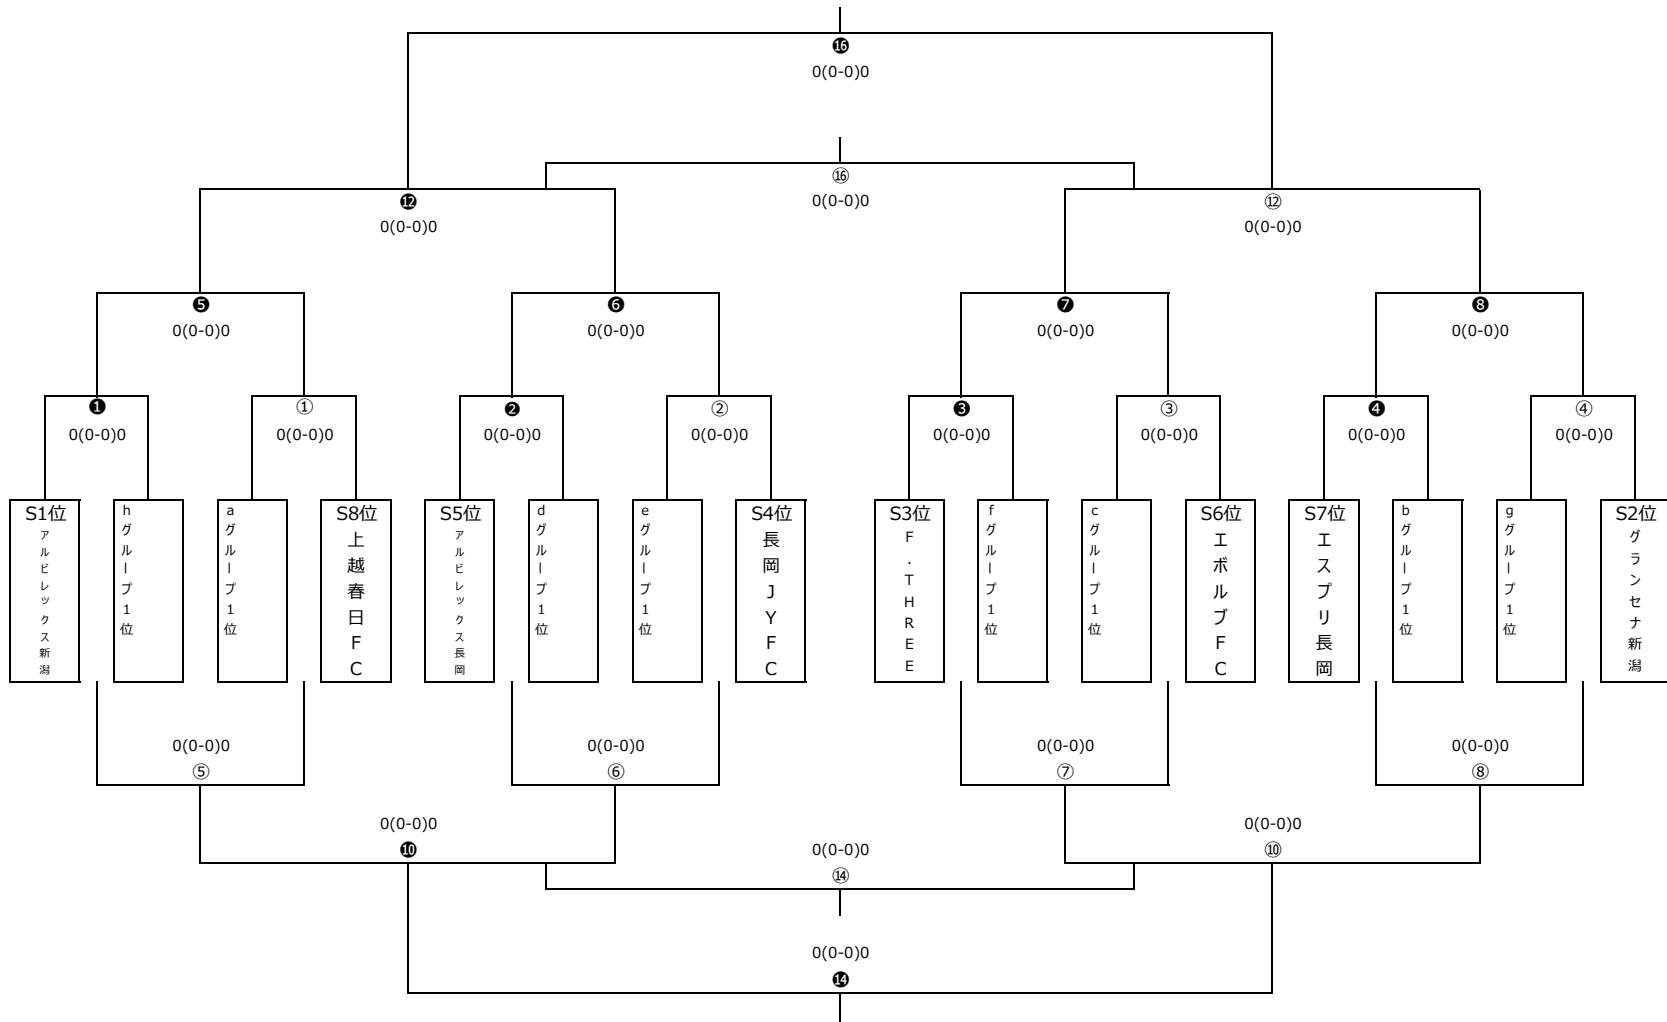 ⓰
0(0-0)0
⑯
0(0-0)0
⓬
0(0-0)0
⑫
0(0-0)0
❺
0(0-0)0
❻
0(0-0)0
❼
0(0-0)0
❽
0(0-0)0
❶
0(0-0)0
①
0(0-0)0
❷
0(0-0)0
②
0(0-0)0
❸
0(0-0)0
③
0(0-0)0
❹
0(0-0)0
④
0(0-0)0
S1位
アルビレックス新潟
hグループ1位
aグループ1位
S8位
上越春日FC
S5位
アルビレックス長岡
dグループ1位
eグループ1位
S4位
長岡JYFC
S3位
F.THREE
fグループ1位
cグループ1位
S6位
エボルブFC
S7位
エスプリ長岡
bグループ1位
gグループ1位
S2位
グランセナ新潟
0(0-0)0
⑤
0(0-0)0
⑥
0(0-0)0
⑦
0(0-0)0
⑧
0(0-0)0
❿
0(0-0)0
⑩
0(0-0)0
⑭
0(0-0)0
⓮